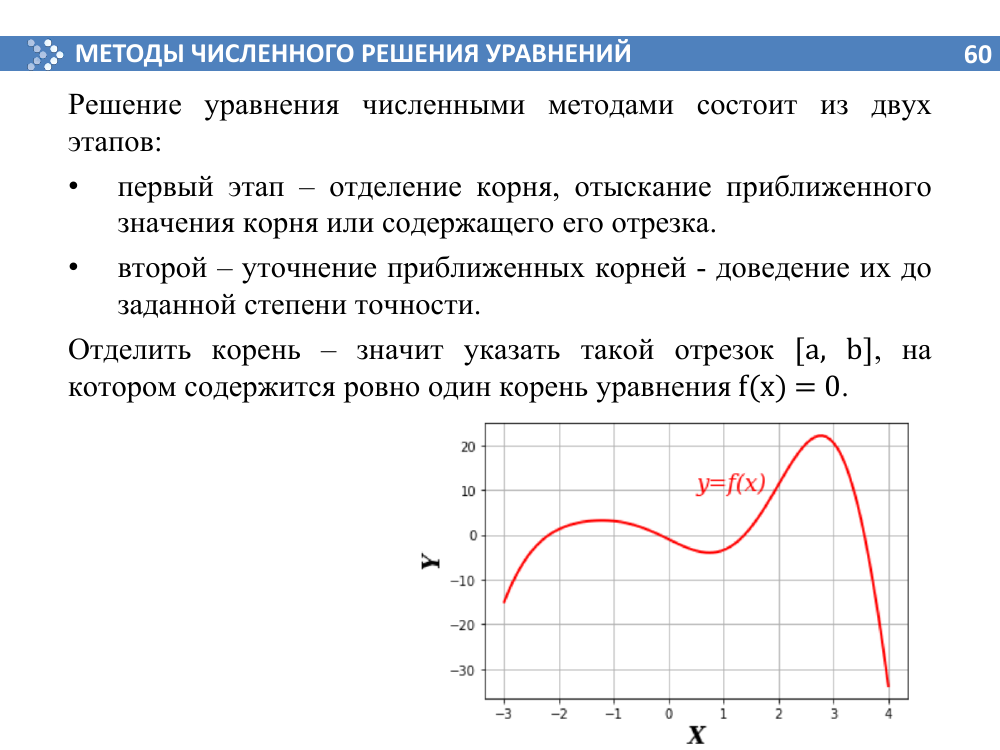 МЕТОДЫ ЧИСЛЕННОГО РЕШЕНИЯ УРАВНЕНИЙ 60
Решение уравнения численными методами состоит из двух
этапов:
• первый этап – отделение корня, отыскание приближенного
значения корня или содержащего его отрезка.
• второй – уточнение приближенных корней - доведение их до
заданной степени точности.
Отделить корень – значит указать такой отрезок [a, b], на
котором содержится ровно один корень уравнения f(x) = 0.
y=f(x)
20
10
0
−10
−20
−30
Y
−3 −2 −1 0 1 2 3 4
X